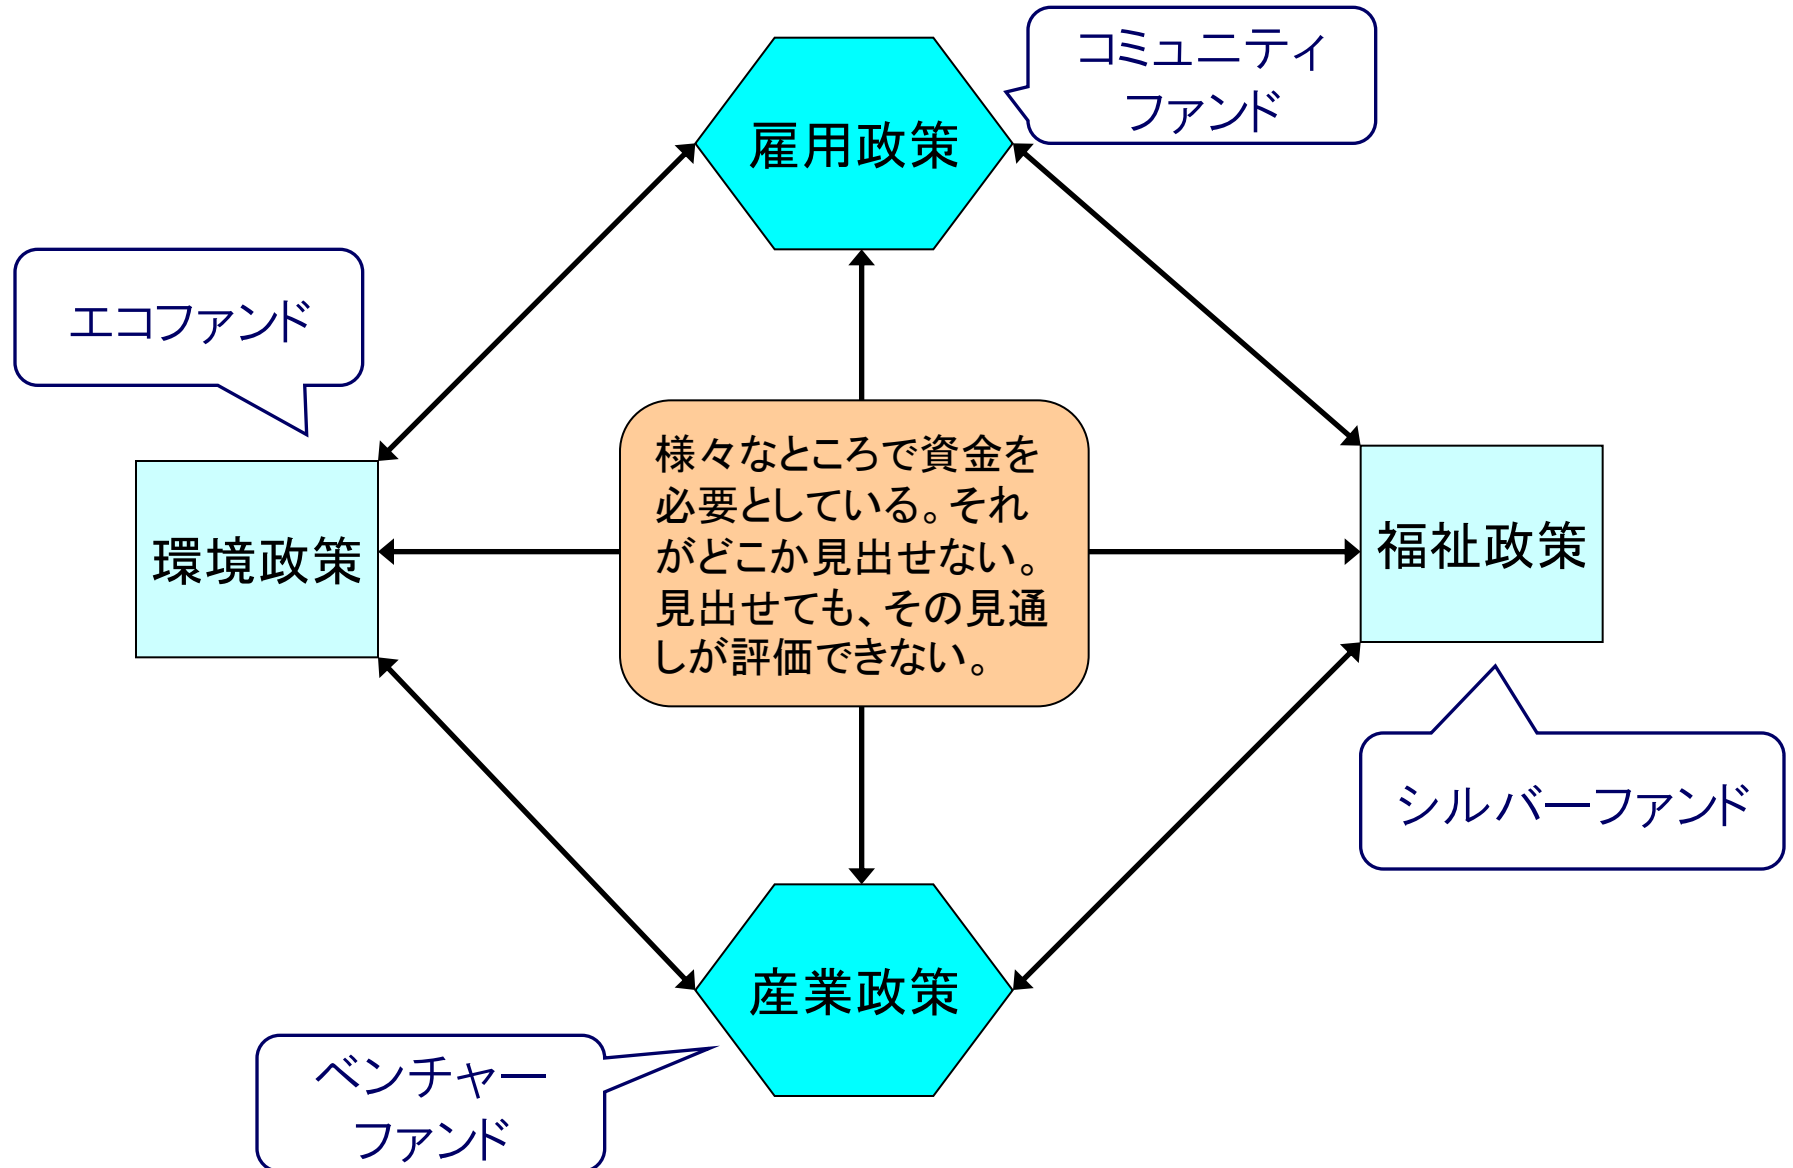 コミュニティ
ファンド
雇用政策
エコファンド
様々なところで資金を
必要としている。それ
がどこか見出せない。
見出せても、その見通
しが評価できない。
環境政策
福祉政策
シルバーファンド
産業政策
ベンチャー
ファンド